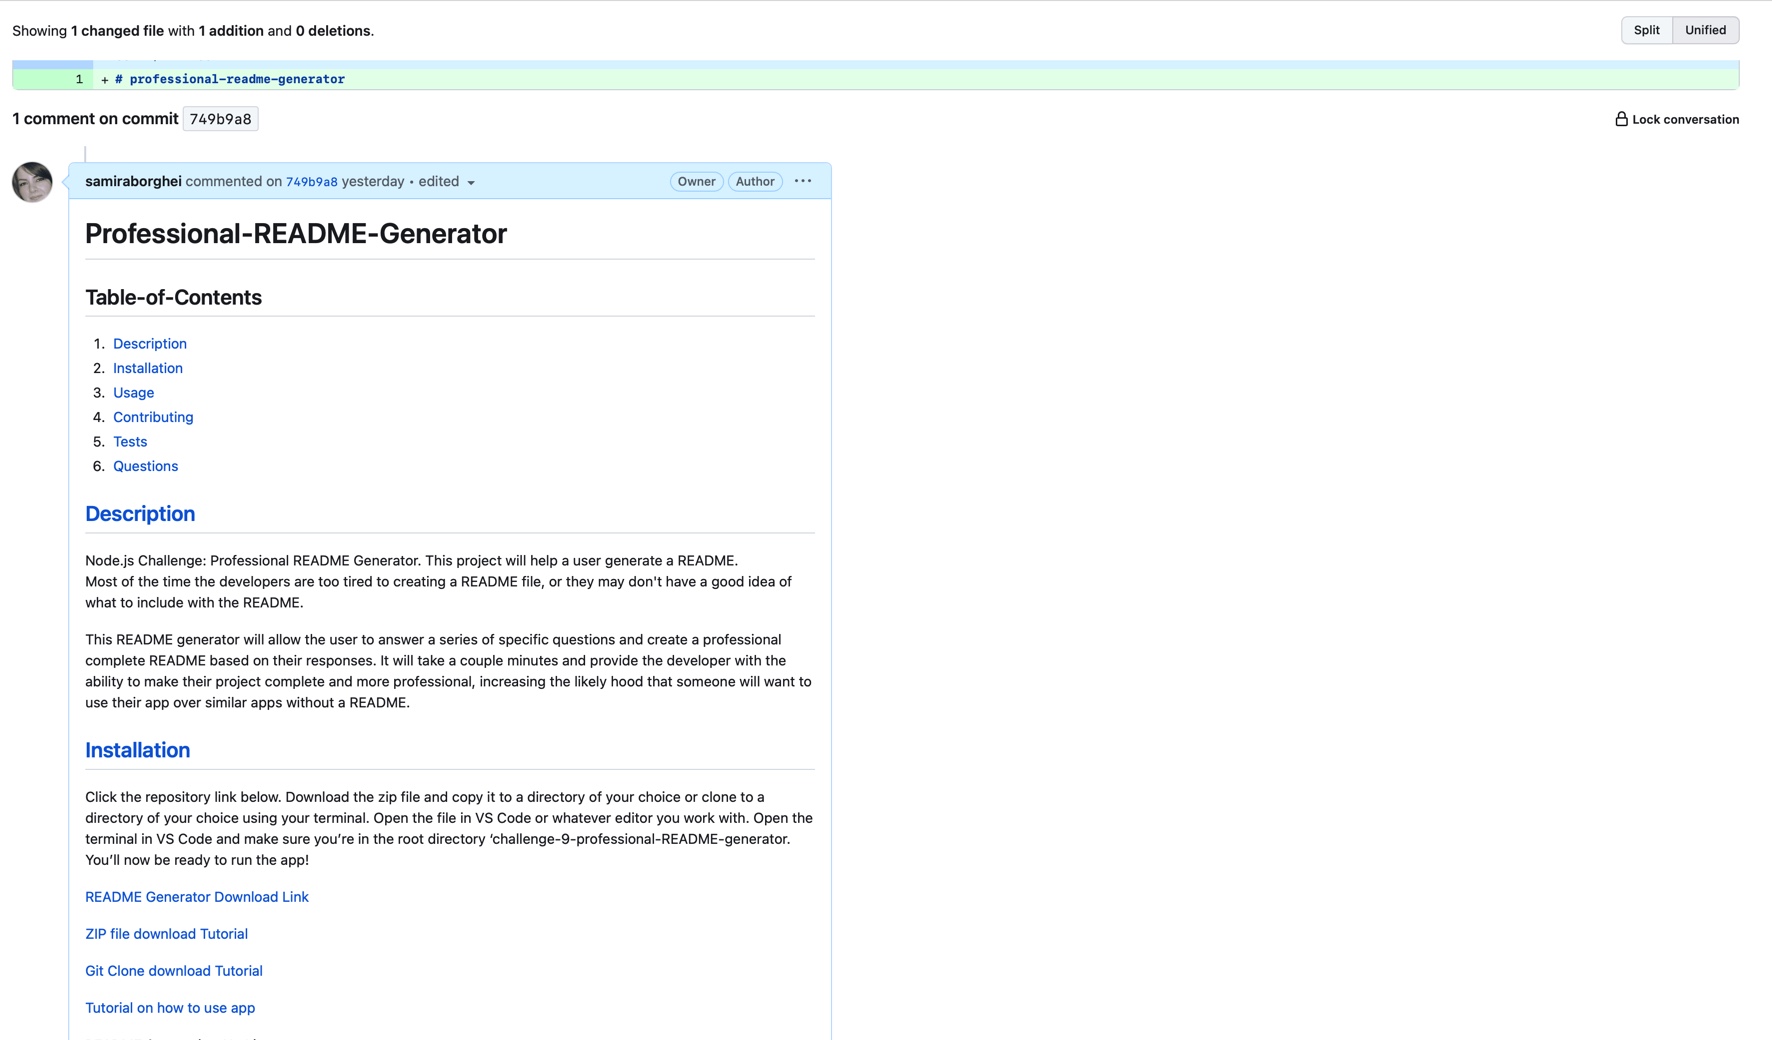 Showing 1 changed file with 1 addition and 0 deletions.
Split
Unified
1 + # professional-readme-generator
1 comment on commit 749b9a8
Lock conversation
samiraborghei commented on 749b9a8 yesterday • edited
Owner
Author
Professional-README-Generator
Table-of-Contents
1. Description
2. Installation
3. Usage
4. Contributing
5. Tests
6. Questions
Description
Node.js Challenge: Professional README Generator. This project will help a user generate a README.
Most of the time the developers are too tired to creating a README file, or they may don't have a good idea of
what to include with the README.
This README generator will allow the user to answer a series of specific questions and create a professional
complete README based on their responses. It will take a couple minutes and provide the developer with the
ability to make their project complete and more professional, increasing the likely hood that someone will want to
use their app over similar apps without a README.
Installation
Click the repository link below. Download the zip file and copy it to a directory of your choice or clone to a
directory of your choice using your terminal. Open the file in VS Code or whatever editor you work with. Open the
terminal in VS Code and make sure you’re in the root directory ‘challenge-9-professional-README-generator.
You’ll now be ready to run the app!
README Generator Download Link
ZIP file download Tutorial
Git Clone download Tutorial
Tutorial on how to use app